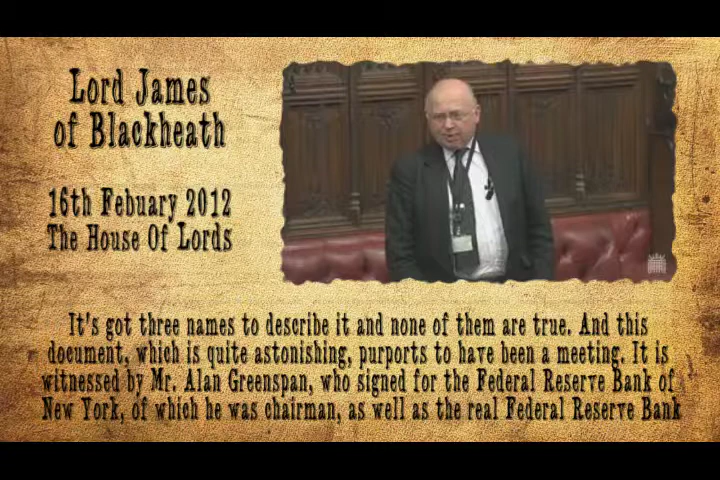 Lord James
of Blackheath
16th Febuary 2012
The House Of Lords
It's got three names to describe it and none of them are true. And this
document, which is quite astonishing, purports to have been a meeting. It is
witnessed by Mr. Alan Greenspan, who signed for the Federal Reserve Bank of
New York, of which he was chairman, as well as the real Federal Reserve Bank